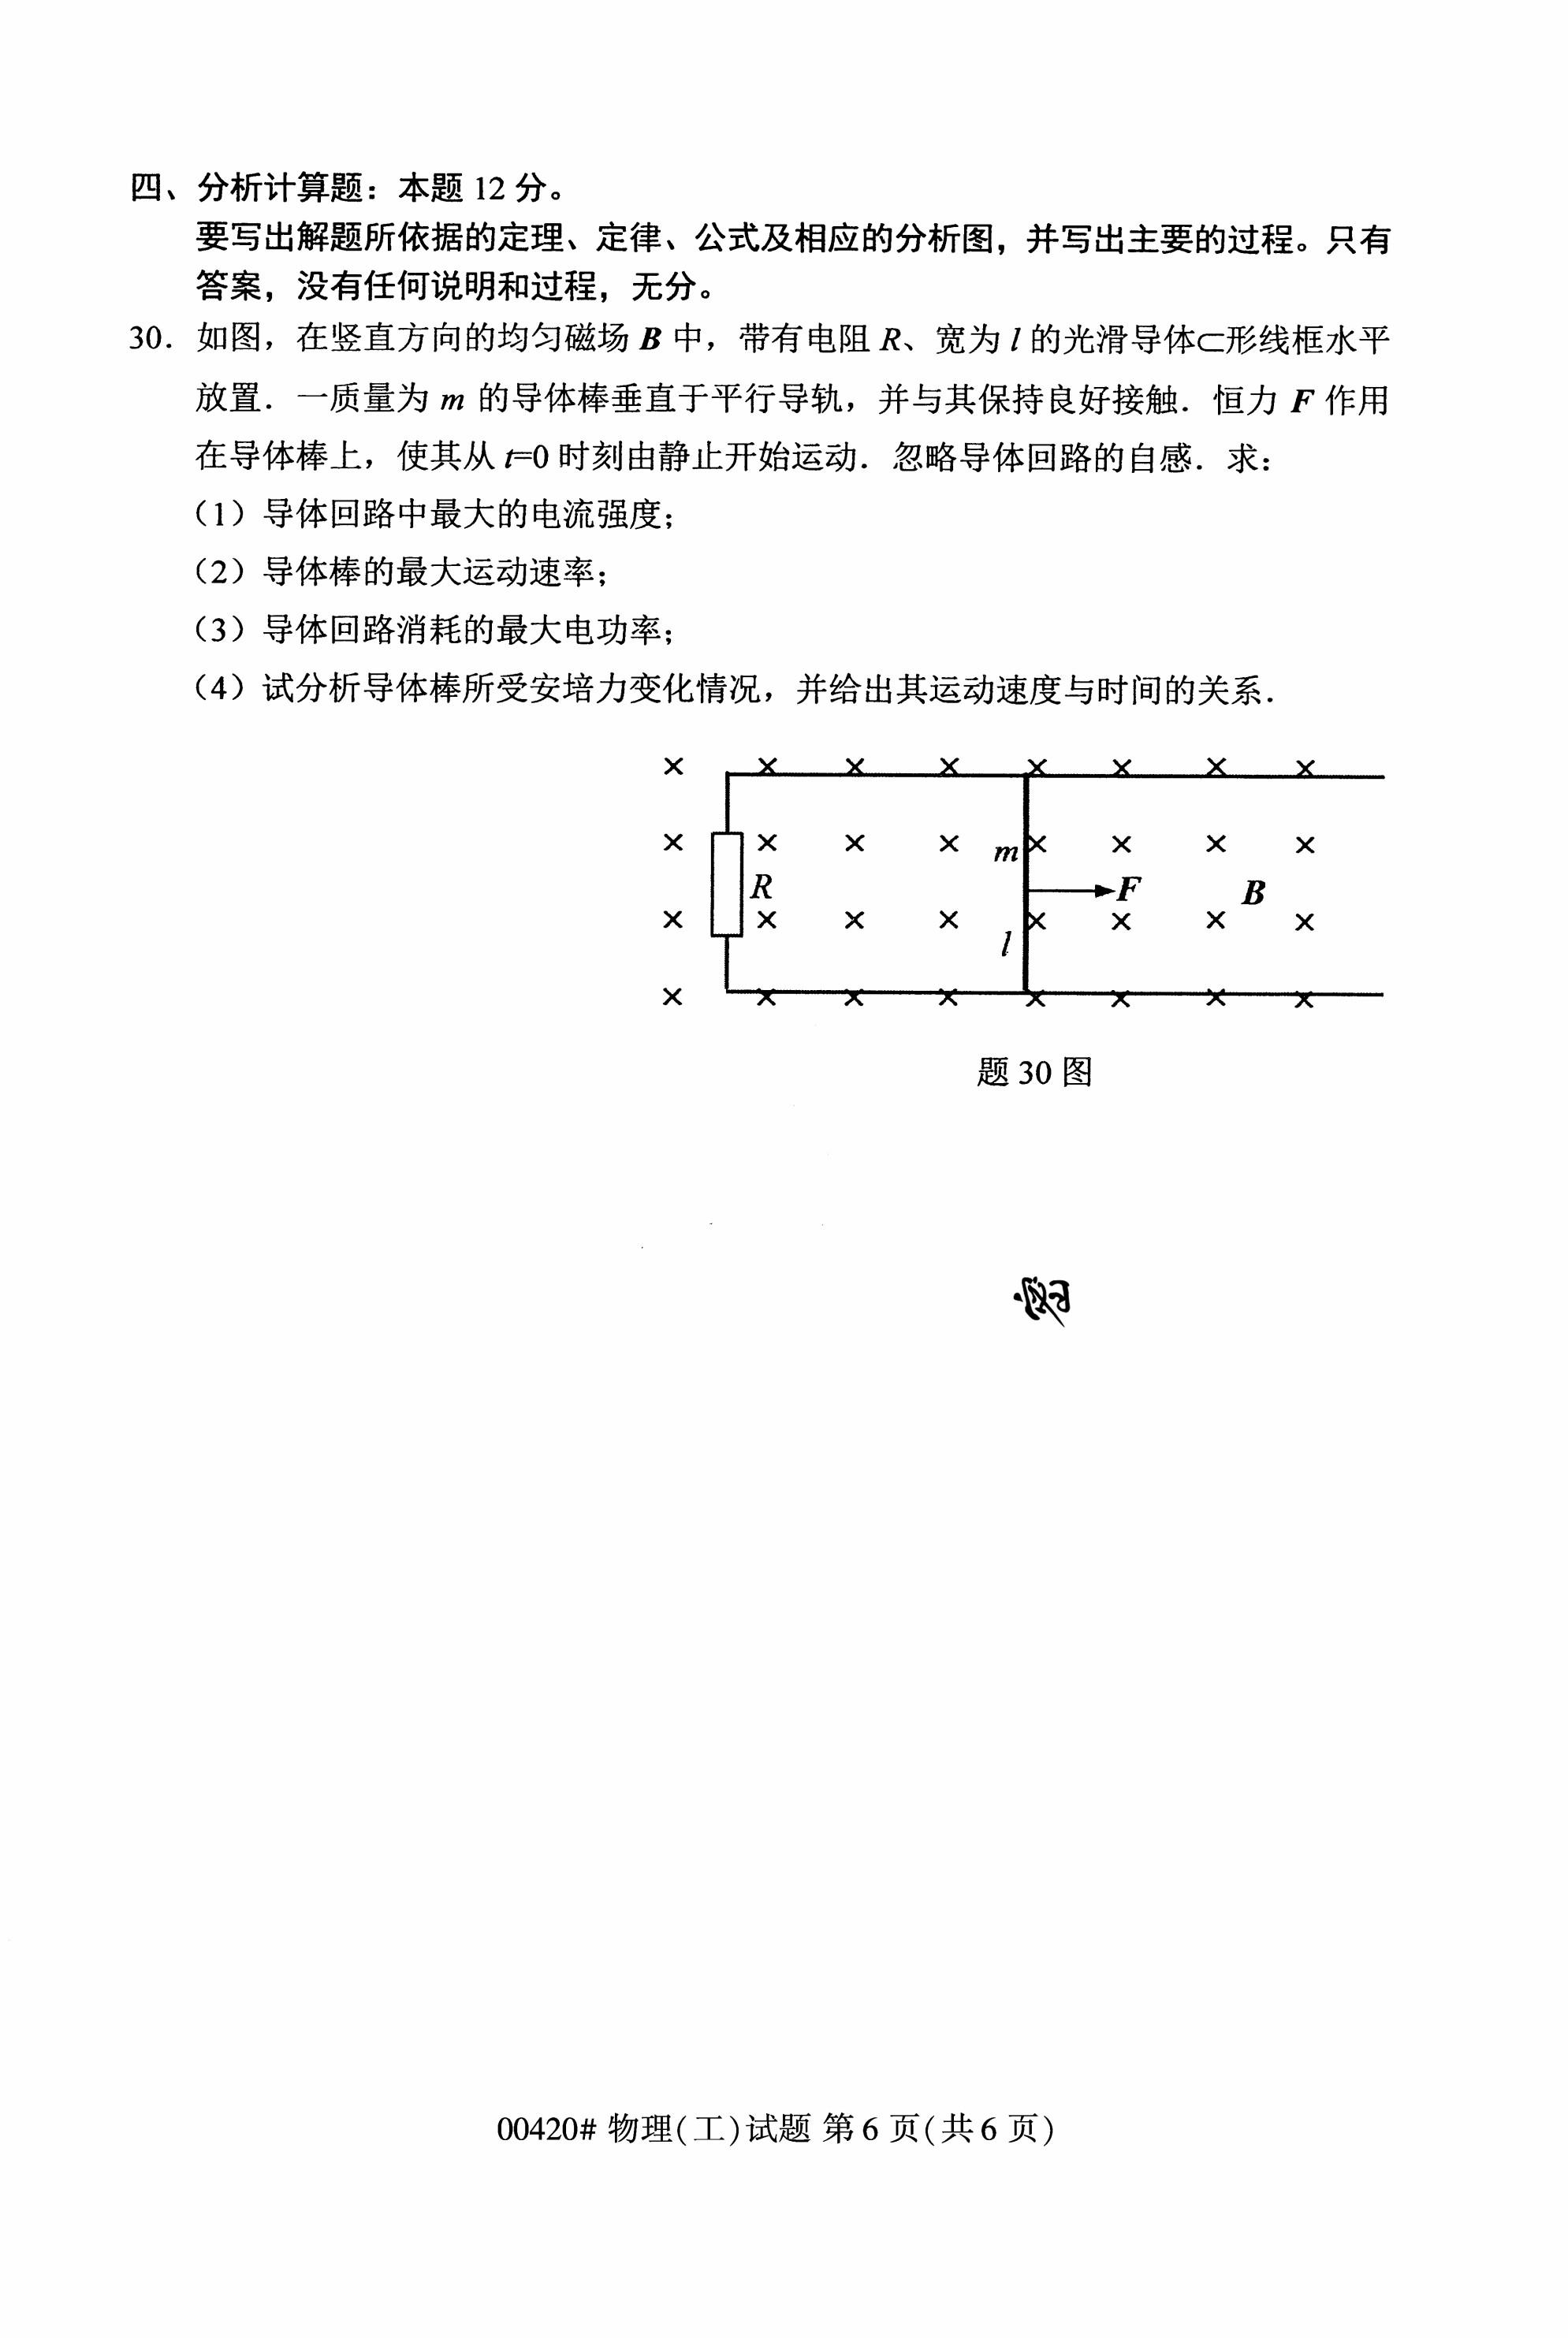 四、分析计算题：本题 12 分。
要写出解题所依据的定理、定律、公式及相应的分析图，并写出主要的过程。只有
答案，没有任何说明和过程，无分。
30．如图，在竖直方向的均匀磁场 B 中，带有电阻 R、宽为 l 的光滑导体⊂形线框水平
放置．一质量为 m 的导体棒垂直于平行导轨，并与其保持良好接触．恒力 F 作用
在导体棒上，使其从 t=0 时刻由静止开始运动．忽略导体回路的自感．求：
（1）导体回路中最大的电流强度；
（2）导体棒的最大运动速率；
（3）导体回路消耗的最大电功率；
（4）试分析导体棒所受安培力变化情况，并给出其运动速度与时间的关系．
m
R
F
B
l
题 30 图
00420# 物理(工)试题 第 6 页(共 6 页)